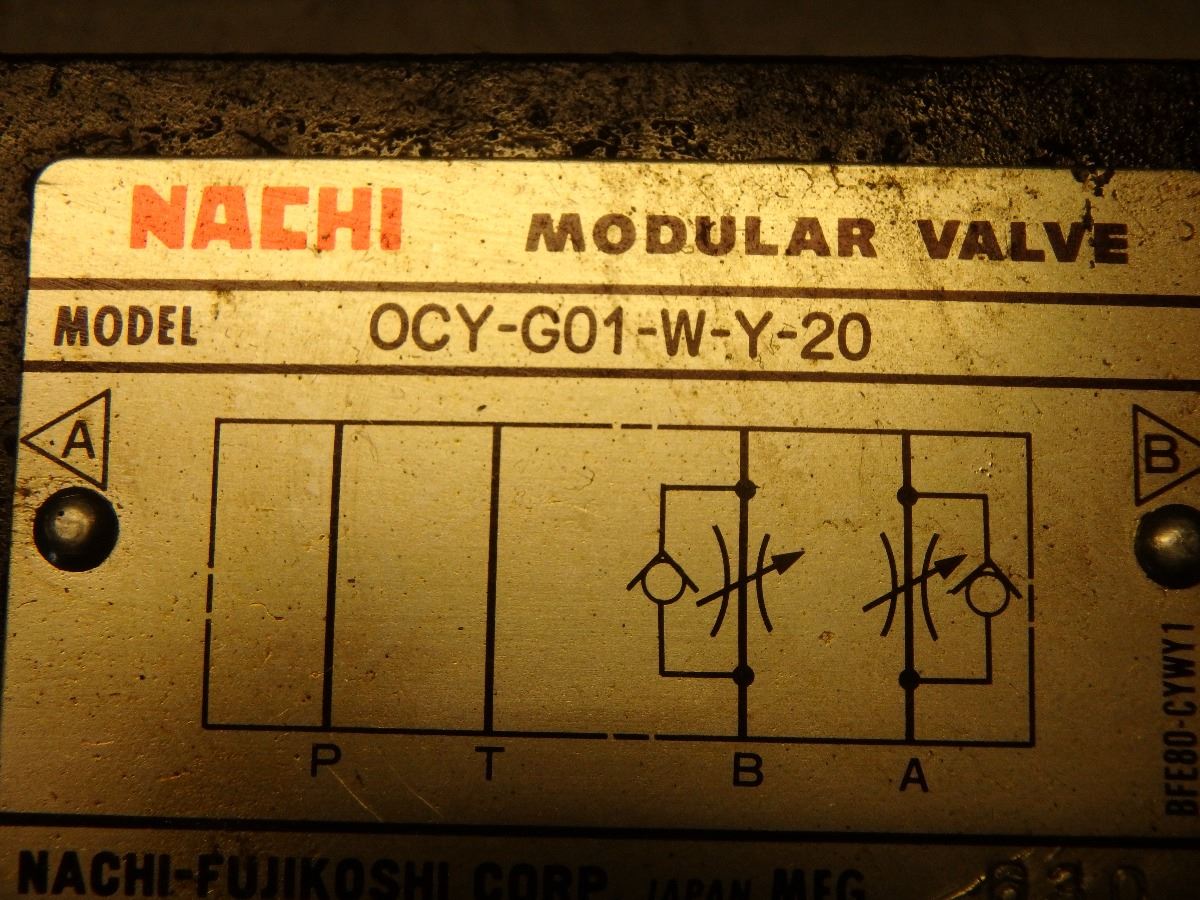 NACHI MODULAR VALVE
MODEL OCY-G01-W-Y-20
A
B
P T B A
BFE80-CYWY1
NACHI-FUJIKOSHI CORP. JAPAN MFG